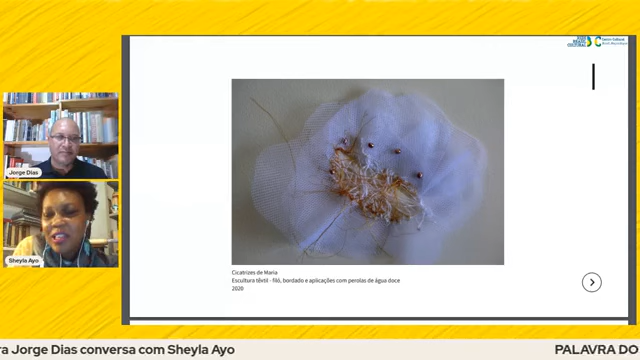 Jorge Dias
Sheyla Ayo
Cicatrizes de Maria
Escultura têxtil - filó, bordado e aplicações com perolas de água doce
2020
ra Jorge Dias conversa com Sheyla Ayo
PALAVRA DO